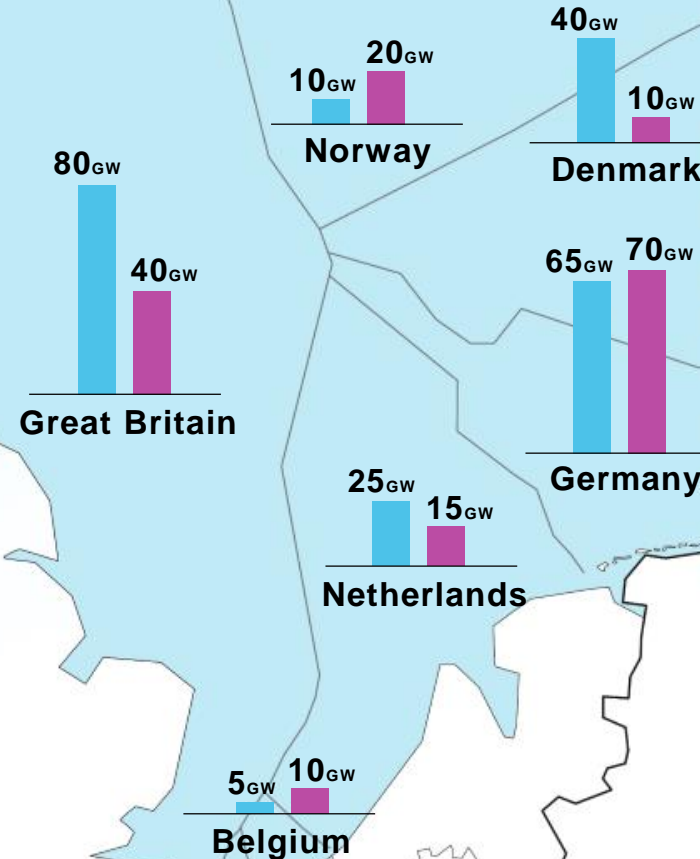 10GW 20GW
Norway
40GW 10GW
Denmark
80GW 40GW
Great Britain
65GW 70GW
Germany
25GW 15GW
Netherlands
5GW 10GW
Belgium